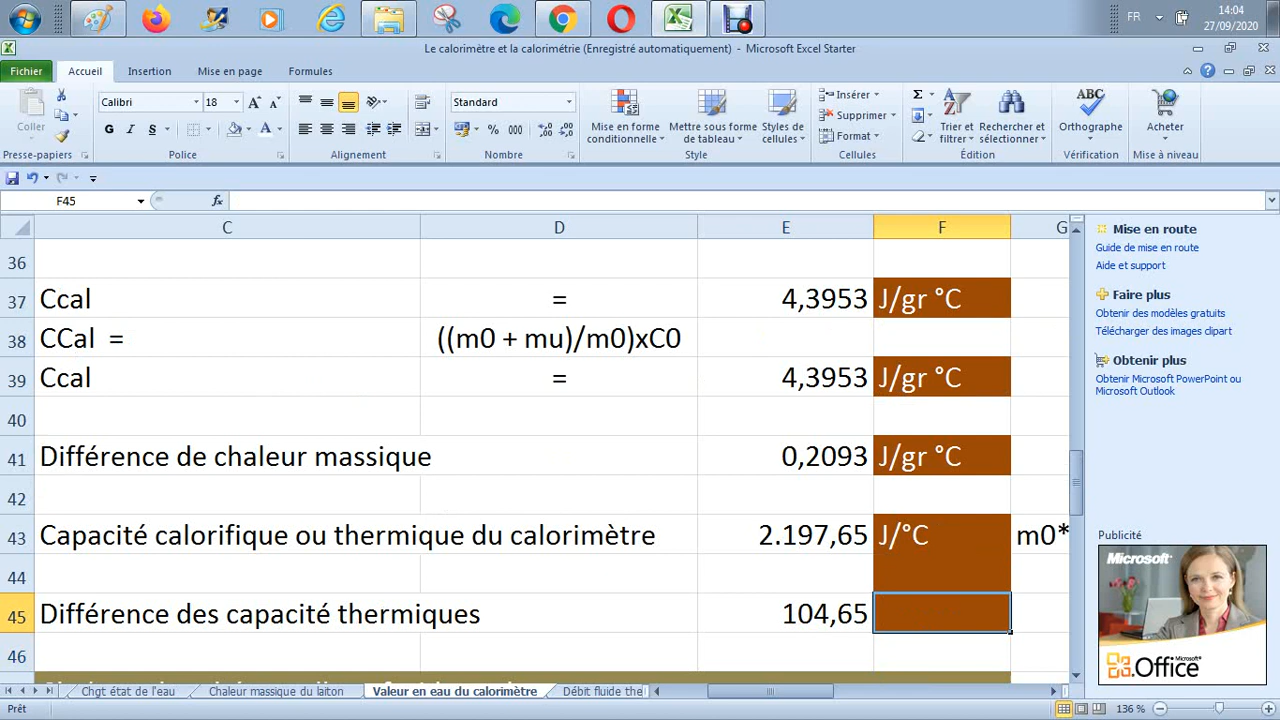 FR
14:04
27/09/2020
Le calorimètre et la calorimétrie (Enregistré automatiquement) - Microsoft Excel Starter
Fichier Accueil Insertion Mise en page Formules
Coller
Presse-papiers
Calibri 18
G I S
Police
Alignement
Standard
% 000
Nombre
Mise en forme conditionnelle
Mettre sous forme de tableau
Styles de cellules
Style
Insérer
Supprimer
Format
Cellules
Σ
Trier et filtrer
Rechercher et sélectionner
Édition
ABC
Orthographe
Vérification
Acheter
Mise à niveau
F45 fx
C D E F G
36
37 Ccal = 4,3953 J/gr °C
38 CCal = ((m0 + mu)/m0)xC0
39 Ccal = 4,3953 J/gr °C
40
41 Différence de chaleur massique 0,2093 J/gr °C
42
43 Capacité calorifique ou thermique du calorimètre 2.197,65 J/°C m0*
44
45 Différence des capacité thermiques 104,65
46
Mise en route
Guide de mise en route
Aide et support
Faire plus
Obtenir des modèles gratuits
Télécharger des images clipart
Obtenir plus
Obtenir Microsoft PowerPoint ou
Microsoft Outlook
Publicité
Microsoft
Office
Microsoft
Chgt état de l'eau Chaleur massique du laiton Valeur en eau du calorimètre Débit fluide the
Prêt 136 %